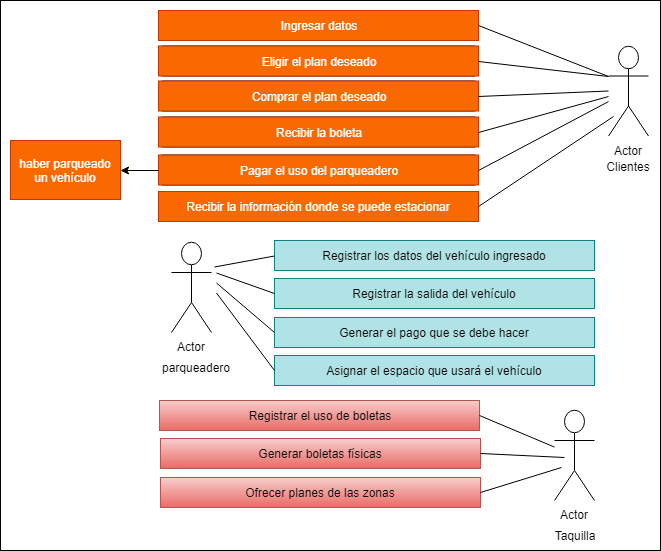 Ingresar datos
Eligir el plan deseado
Comprar el plan deseado
Recibir la boleta
Actor
Clientes
haber parqueado
un vehículo
Pagar el uso del parqueadero
Recibir la información donde se puede estacionar
Registrar los datos del vehículo ingresado
Registrar la salida del vehículo
Generar el pago que se debe hacer
Asignar el espacio que usará el vehículo
Actor
parqueadero
Registrar el uso de boletas
Generar boletas físicas
Ofrecer planes de las zonas
Actor
Taquilla